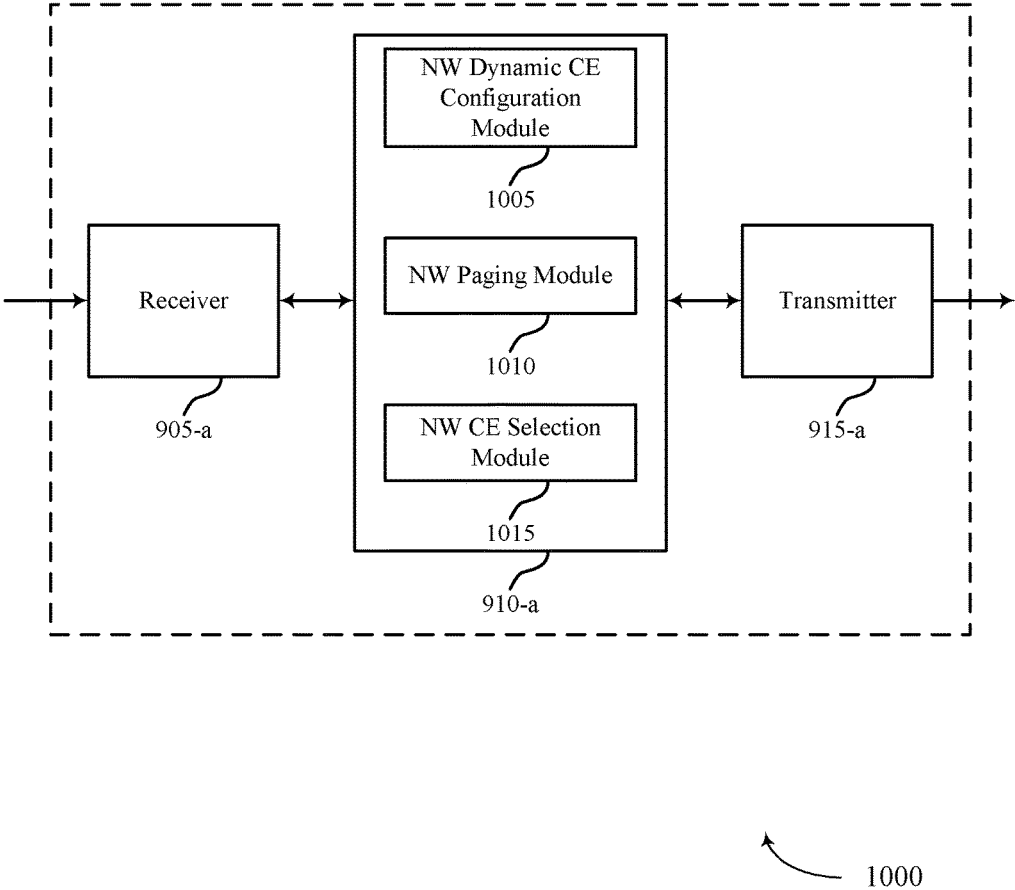 NW Dynamic CE
Configuration
Module
1005
Receiver
905-a
NW Paging Module
1010
NW CE Selection
Module
1015
910-a
Transmitter
915-a
1000